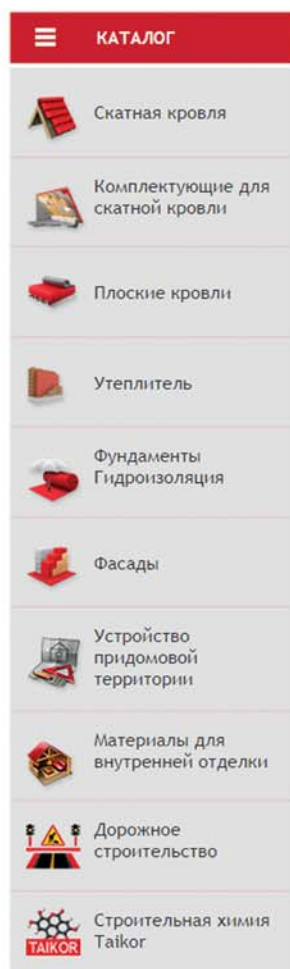 КАТАЛОГ
Скатная кровля
Комплектующие для
скатной кровли
Плоские кровли
Утеплитель
Фундаменты
Гидроизоляция
Фасады
Устройство
придомовой
территории
Материалы для
внутренней отделки
Дорожное
строительство
TAIKOR
Строительная химия
Taikor